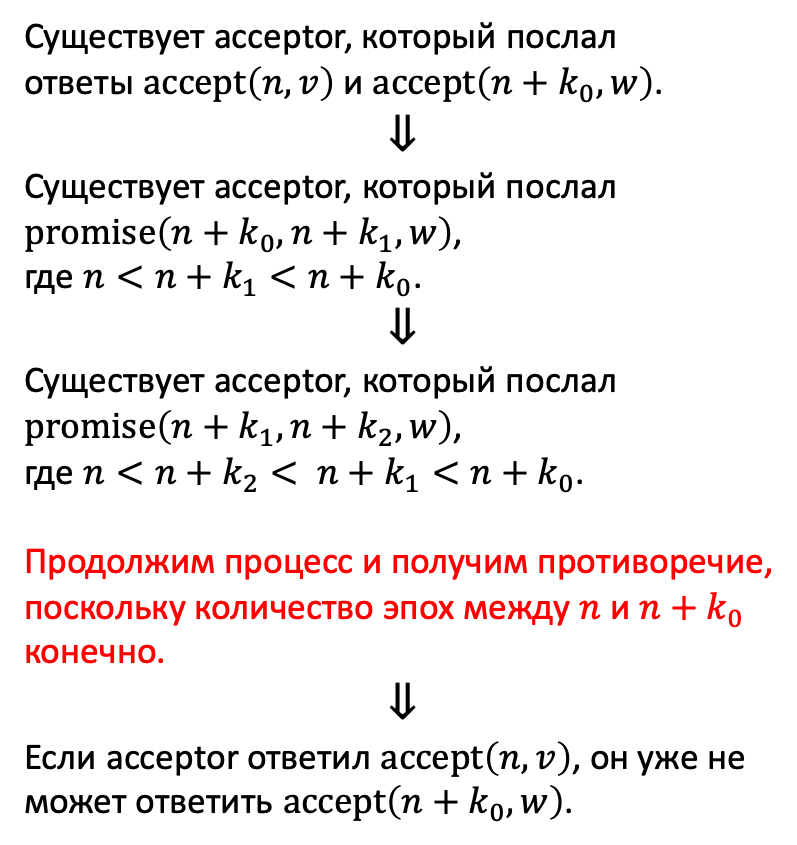 Существует acceptor, который послал
ответы accept(n, v) и accept(n + k₀, w).
⇓
Существует acceptor, который послал
promise(n + k₀, n + k₁, w),
где n < n + k₁ < n + k₀.
⇓
Существует acceptor, который послал
promise(n + k₁, n + k₂, w),
где n < n + k₂ < n + k₁ < n + k₀.
Продолжим процесс и получим противоречие,
поскольку количество эпох между n и n + k₀
конечно.
⇓
Если acceptor ответил accept(n, v), он уже не
может ответить accept(n + k₀, w).